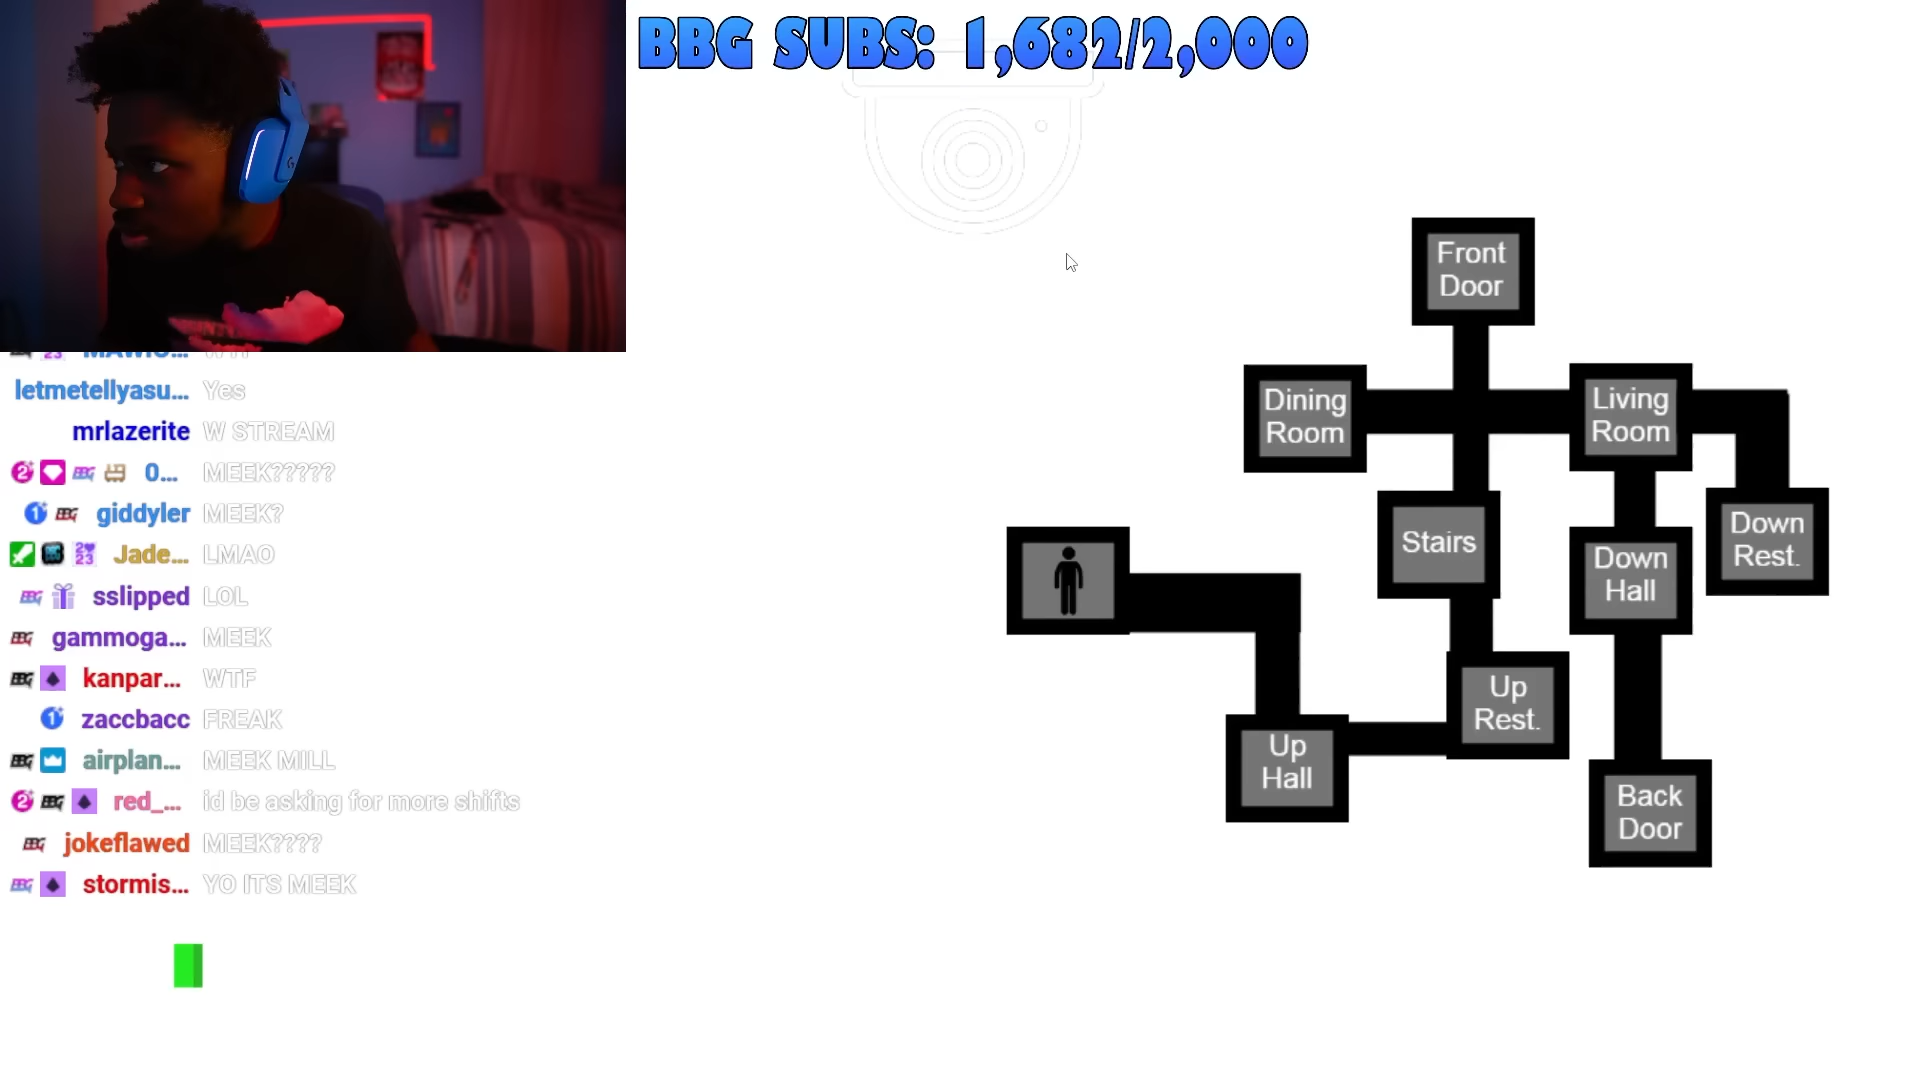 BBG SUBS: 1,682/2,000
letmetellyasu... Yes
mrlazerite W STREAM
0... MEEK?????
giddyler MEEK?
Jade... LMAO
sslipped LOL
gammoga... MEEK
kanpar... WTF
zaccbacc FREAK
airplan... MEEK MILL
red_... id be asking for more shifts
jokeflawed MEEK????
stormis... YO ITS MEEK
Front
Door
Dining
Room
Living
Room
Stairs
Down
Hall
Down
Rest.
Up
Rest.
Up
Hall
Back
Door